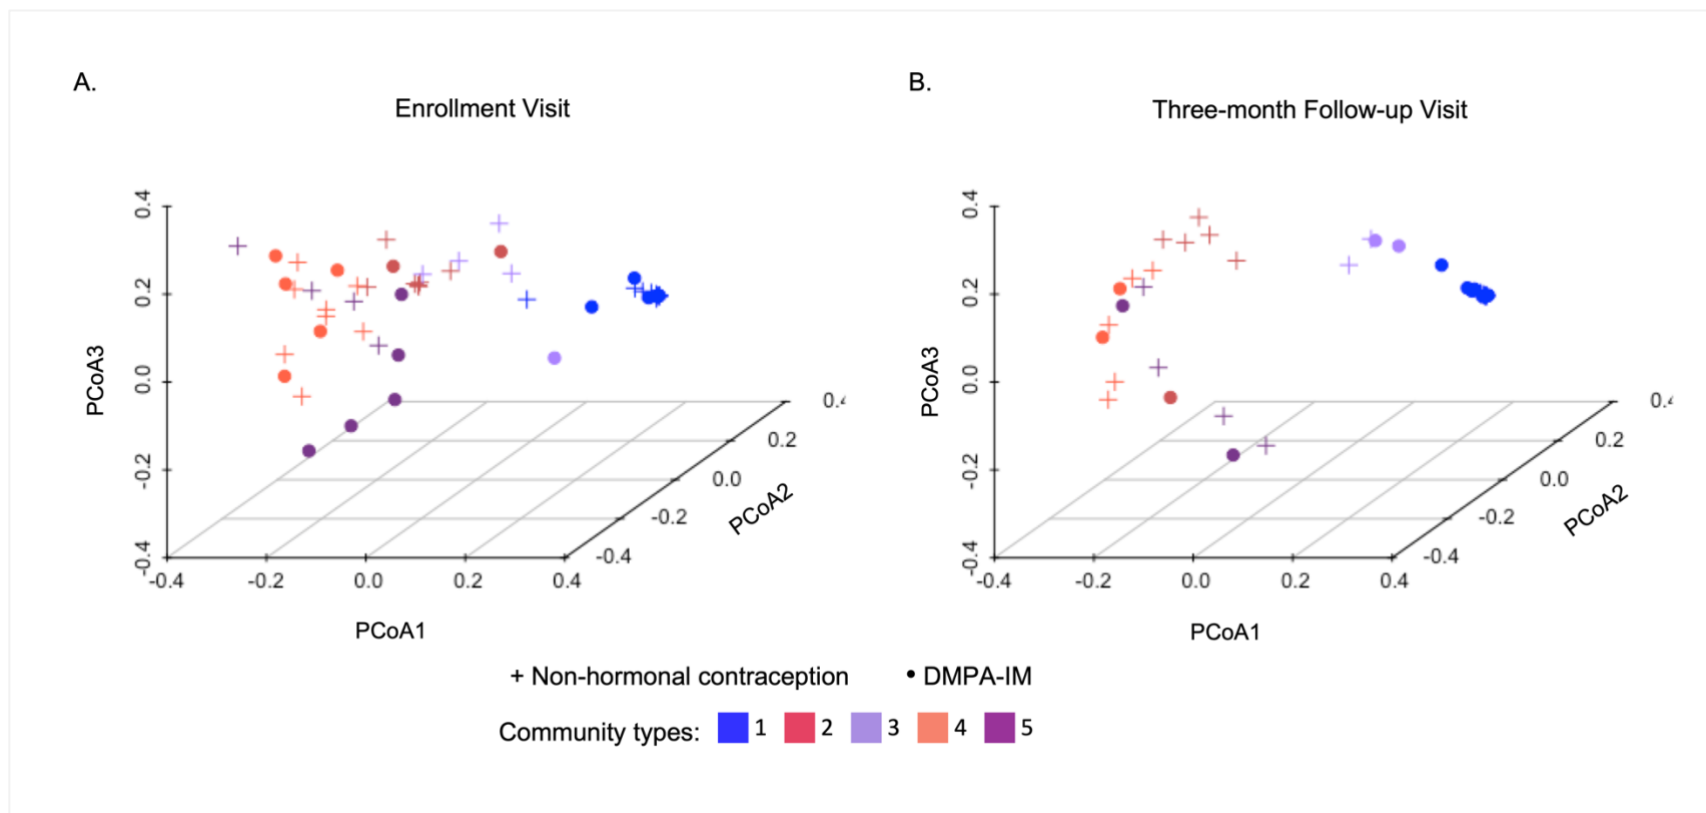 A.
Enrollment Visit
PCoA3
0.4
0.2
0.0
-0.2
-0.4
-0.4
-0.2
0.0
0.2
0.4
PCoA1
-0.4
-0.2
0.0
0.2
PCoA2
B.
Three-month Follow-up Visit
PCoA3
0.4
0.2
0.0
-0.2
-0.4
-0.4
-0.2
0.0
0.2
0.4
PCoA1
-0.4
-0.2
0.0
0.2
PCoA2
+ Non-hormonal contraception • DMPA-IM
Community types: 1 2 3 4 5